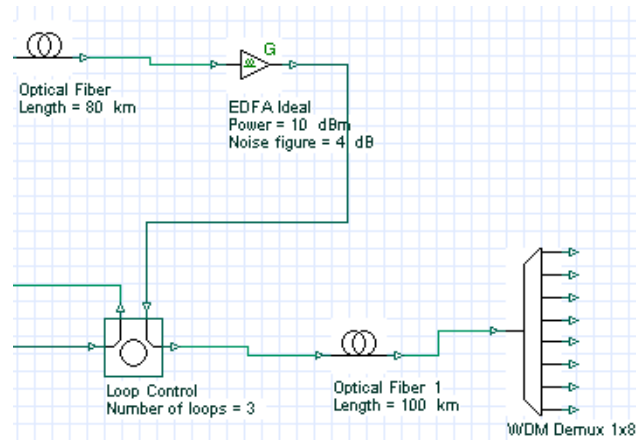 G
Optical Fiber
Length = 80 km
EDFA Ideal
Power = 10 dBm
Noise figure = 4 dB
Loop Control
Number of loops = 3
Optical Fiber 1
Length = 100 km
WDM Demux 1x8